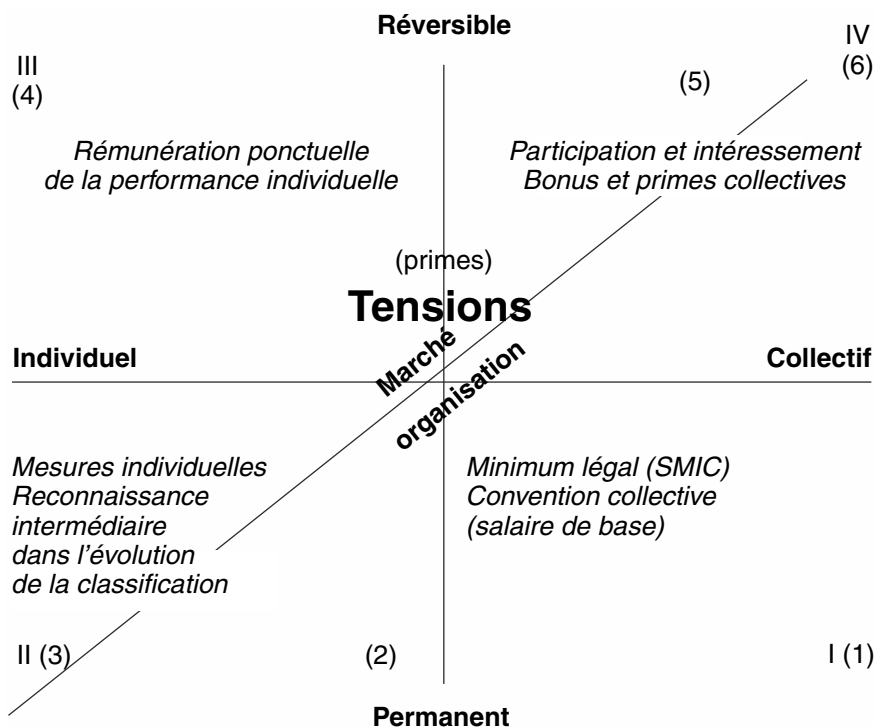 Réversible
III
(4)
IV
(6)
(5)
Rémunération ponctuelle
de la performance individuelle
Participation et intéressement
Bonus et primes collectives
(primes)
Tensions
Individuel
Marché
organisation
Collectif
Mesures individuelles
Reconnaissance
intermédiaire
dans l'évolution
de la classification
Minimum légal (SMIC)
Convention collective
(salaire de base)
II (3)
(2)
I (1)
Permanent